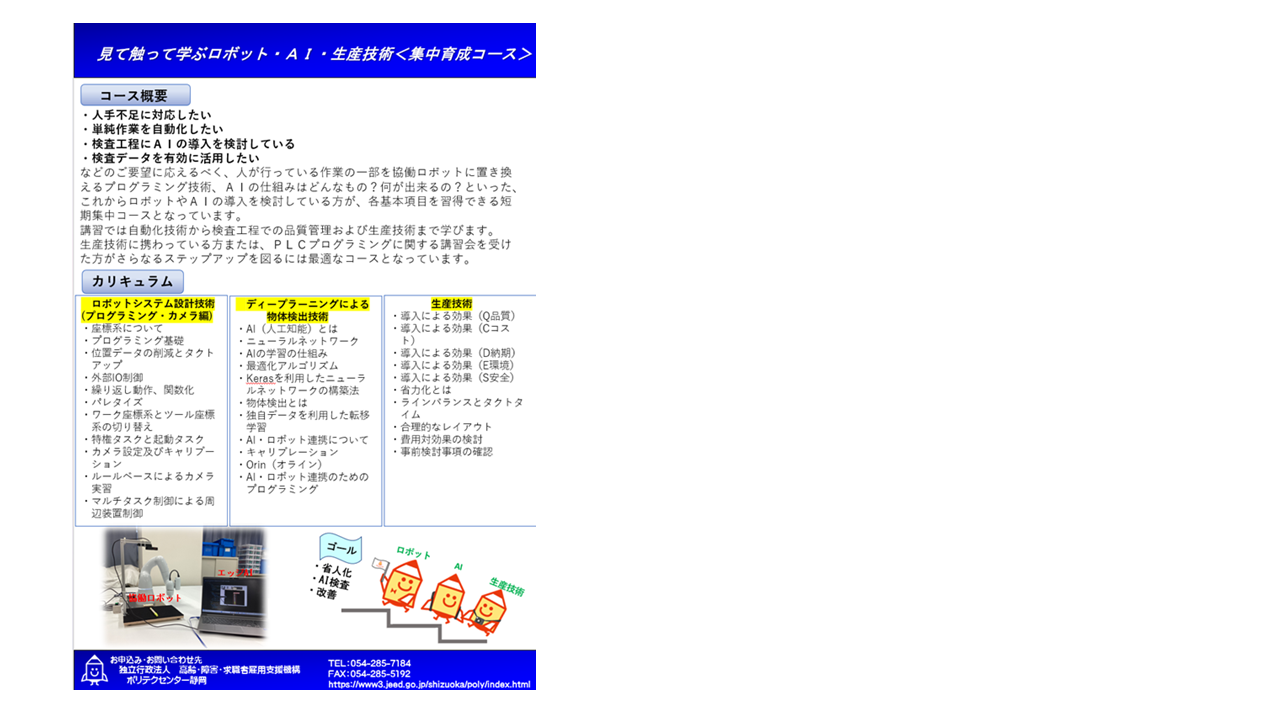 見て触って学ぶロボット・ＡＩ・生産技術＜集中育成コース＞
コース概要
・人手不足に対応したい
・単純作業を自動化したい
・検査工程にＡＩの導入を検討している
・検査データを有効に活用したい
などのご要望に応えるべく、人が行っている作業の一部を協働ロボットに置き換
えるプログラミング技術、ＡＩの仕組みはどんなもの？何が出来るの？といった、
これからロボットやＡＩの導入を検討している方が、各基本項目を習得できる短
期集中コースとなっています。
講習では自動化技術から検査工程での品質管理および生産技術まで学びます。
生産技術に携わっている方または、ＰＬＣプログラミングに関する講習会を受け
た方がさらなるステップアップを図るには最適なコースとなっています。
カリキュラム
ロボットシステム設計技術
(プログラミング・カメラ編)
・座標系について
・プログラミング基礎
・位置データの削減とタクト
アップ
・外部IO制御
・繰り返し動作、関数化
・パレタイズ
・ワーク座標系とツール座標
系の切り替え
・特権タスクと起動タスク
・カメラ設定及びキャリブレー
ション
・ルールベースによるカメラ
実習
・マルチタスク制御による周
辺装置制御
ディープラーニングによる
物体検出技術
・AI（人工知能）とは
・ニューラルネットワーク
・AIの学習の仕組み
・最適化アルゴリズム
・Kerasを利用したニューラ
ルネットワークの構築法
・物体検出とは
・独自データを利用した転移
学習
・AI・ロボット連携について
・キャリブレーション
・Orin（オライン）
・AI・ロボット連携のための
プログラミング
生産技術
・導入による効果（Q品質）
・導入による効果（Cコス
ト）
・導入による効果（D納期）
・導入による効果（E環境）
・導入による効果（S安全）
・省力化とは
・ラインバランスとタクトタ
イム
・合理的なレイアウト
・費用対効果の検討
・事前検討事項の確認
協働ロボット
ゴール
・省人化
・AI検査
・改善
ロボット
AI
生産技術
お申込み・お問い合わせ先
独立行政法人　高齢・障害・求職者雇用支援機構
ポリテクセンター静岡
TEL：054-285-7184
FAX：054-285-5192
https://www3.jeed.go.jp/shizuoka/poly/index.html